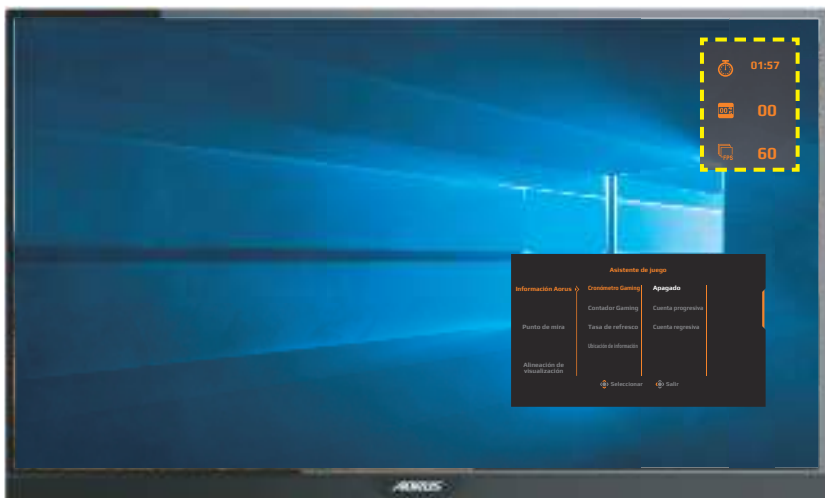 01:57
00
60
FPS
Asistente de juego
Información Aorus
Cronómetro Gaming
Apagado
Contador Gaming
Cuenta progresiva
Punto de mira
Tasa de refresco
Cuenta regresiva
Ubicación de información
Alineación de
visualización
Seleccionar
Salir
AORUS